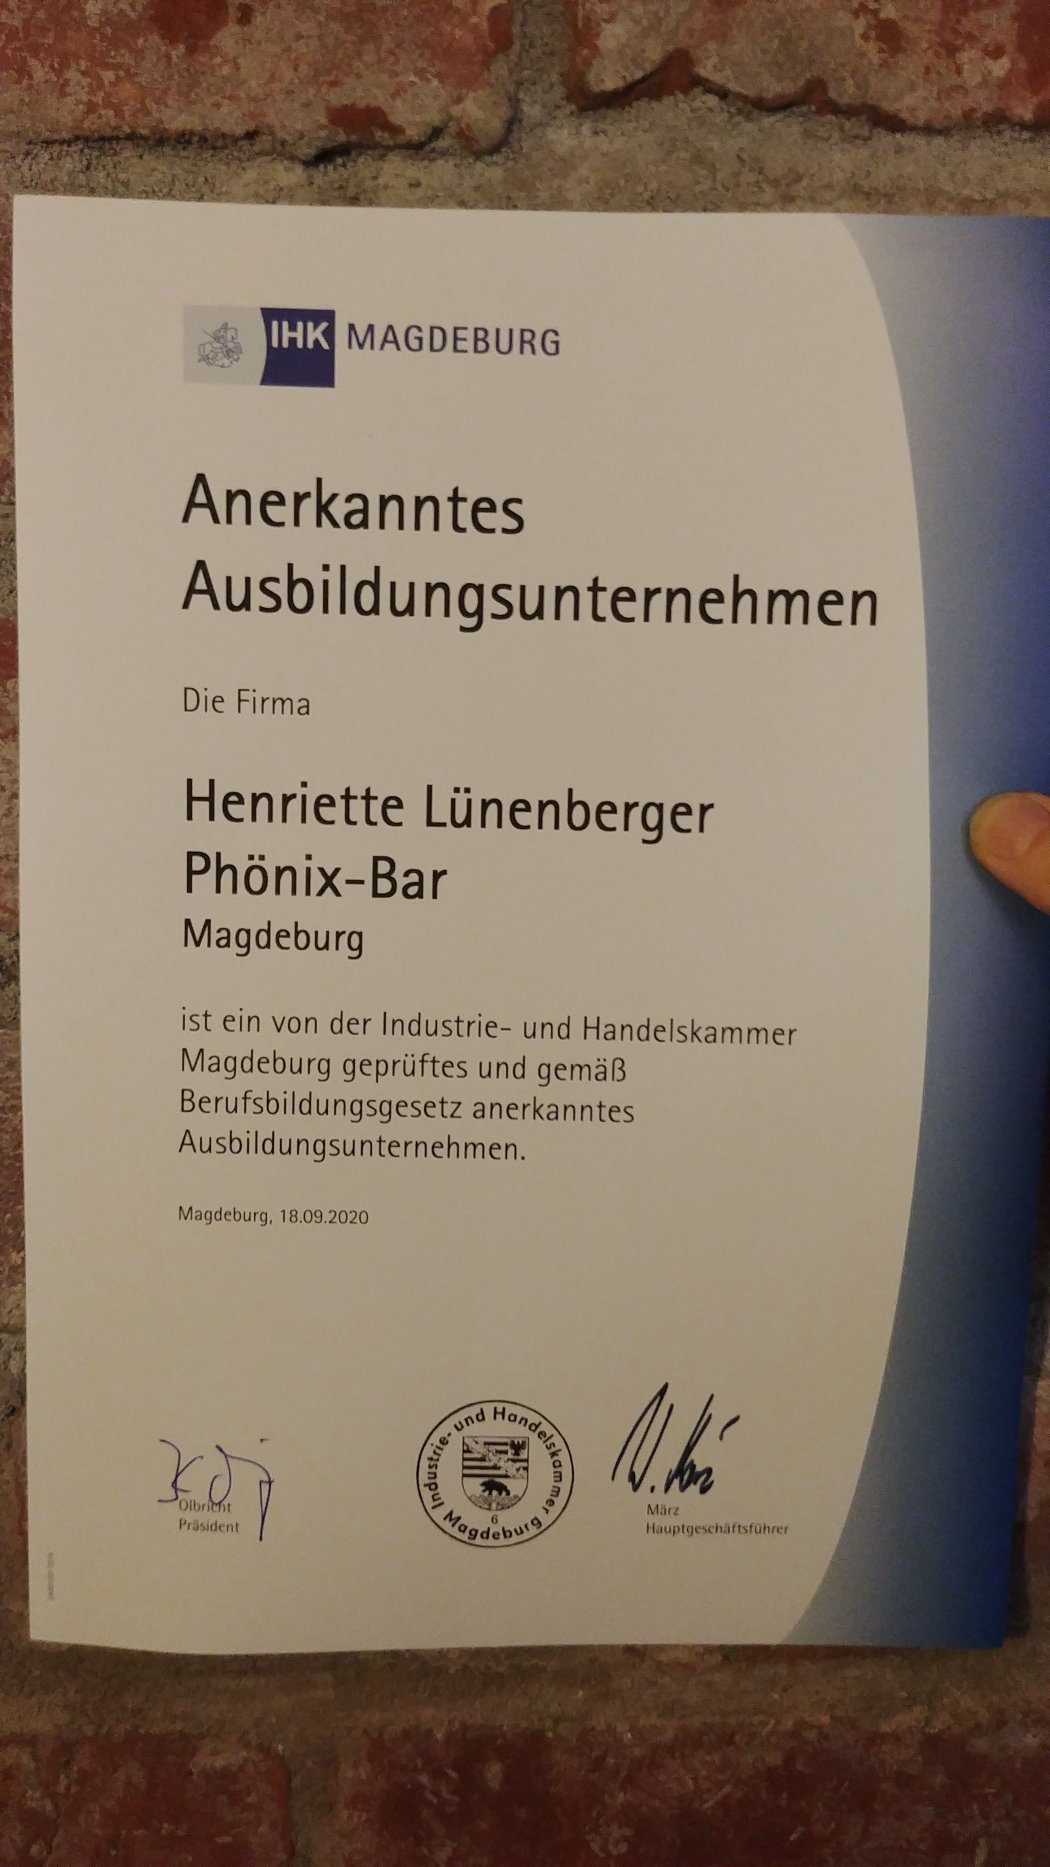 IHK MAGDEBURG
Anerkanntes
Ausbildungsunternehmen
Die Firma
Henriette Lünenberger
Phönix-Bar
Magdeburg
ist ein von der Industrie- und Handelskammer
Magdeburg geprüftes und gemäß
Berufsbildungsgesetz anerkanntes
Ausbildungsunternehmen.
Magdeburg, 18.09.2020
Olbricht
Präsident
Industrie- und Handelskammer
6
Magdeburg
März
Hauptgeschäftsführer